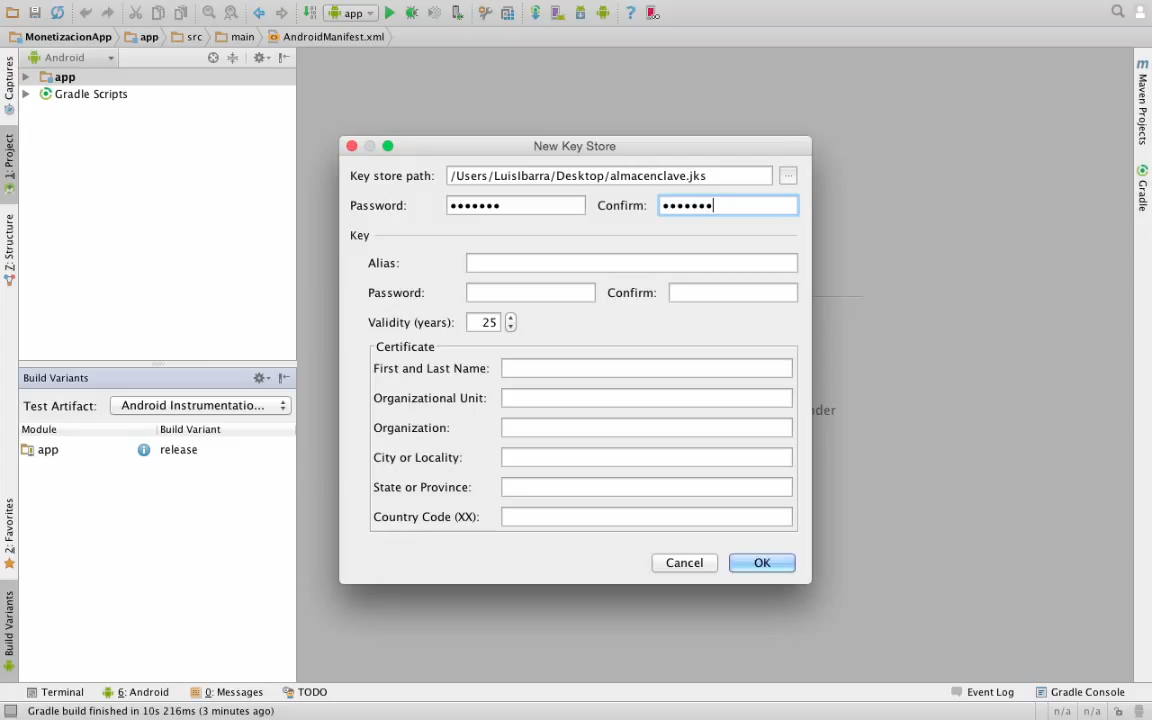 app
MonetizacionApp
app
src
main
AndroidManifest.xml
Android
app
Gradle Scripts
Captures
1: Project
Z: Structure
2: Favorites
Build Variants
m
Maven Projects
Gradle
New Key Store
Key store path: /Users/LuisIbarra/Desktop/almacenclave.jks ...
Password: ••••••• Confirm: •••••••
Key
Alias:
Password: Confirm:
Validity (years): 25
Certificate
First and Last Name:
Organizational Unit:
Organization:
City or Locality:
State or Province:
Country Code (XX):
Cancel OK
Build Variants
Test Artifact: Android Instrumentatio...
Module Build Variant
app release
Terminal 6: Android 0: Messages TODO Event Log Gradle Console
Gradle build finished in 10s 216ms (3 minutes ago) n/a n/a